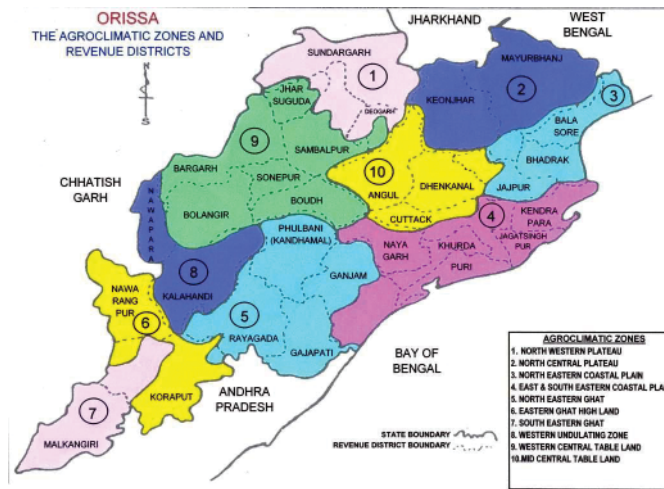 ORISSA
THE AGROCLIMATIC ZONES AND
REVENUE DISTRICTS
N
S
JHARKHAND
WEST
BENGAL
SUNDARGARH
1
MAYURBHANJ
2
KEONJHAR
3
JHAR
SUGUDA
DEOGARH
BALA
SORE
9
SAMBALPUR
BHADRAK
BARGARH
10
ANGUL
DHENKANAL
JAJPUR
SONEPUR
CHHATISH
GARH
NAWAPARA
BOLANGIR
BOUDH
CUTTACK
4
KENDRA
PARA
JAGATSINGH
PUR
PHULBANI
(KANDHAMAL)
NAYA
GARH
KHURDA
PURI
8
KALAHANDI
GANJAM
NAWA
RANG
PUR
6
5
RAYAGADA
GAJAPATI
BAY OF
BENGAL
KORAPUT
ANDHRA
PRADESH
7
MALKANGIRI
STATE BOUNDARY
REVENUE DISTRICT BOUNDARY
AGROCLIMATIC ZONES
1. NORTH WESTERN PLATEAU
2. NORTH CENTRAL PLATEAU
3. NORTH EASTERN COASTAL PLAIN
4. EAST & SOUTH EASTERN COASTAL PLA
5. NORTH EASTERN GHAT
6. EASTERN GHAT HIGH LAND
7. SOUTH EASTERN GHAT
8. WESTERN UNDULATING ZONE
9. WESTERN CENTRAL TABLE LAND
10. MID CENTRAL TABLE LAND